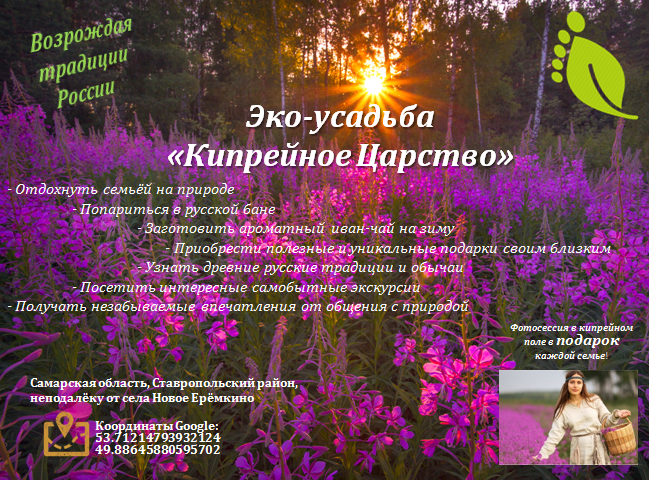 Возрождая
традиции
России
Эко-усадьба
«Кипрейное Царство»
- Отдохнуть семьёй на природе
- Попариться в русской бане
- Заготовить ароматный иван-чай на зиму
- Приобрести полезные и уникальные подарки своим близким
- Узнать древние русские традиции и обычаи
- Посетить интересные самобытные экскурсии
- Получать незабываемые впечатления от общения с природой
Фотосессия в кипрейном
поле в подарок
каждой семье!
Самарская область, Ставропольский район,
неподалёку от села Новое Ерёмкино
Координаты Google:
53.71214793932124
49.88645880595702